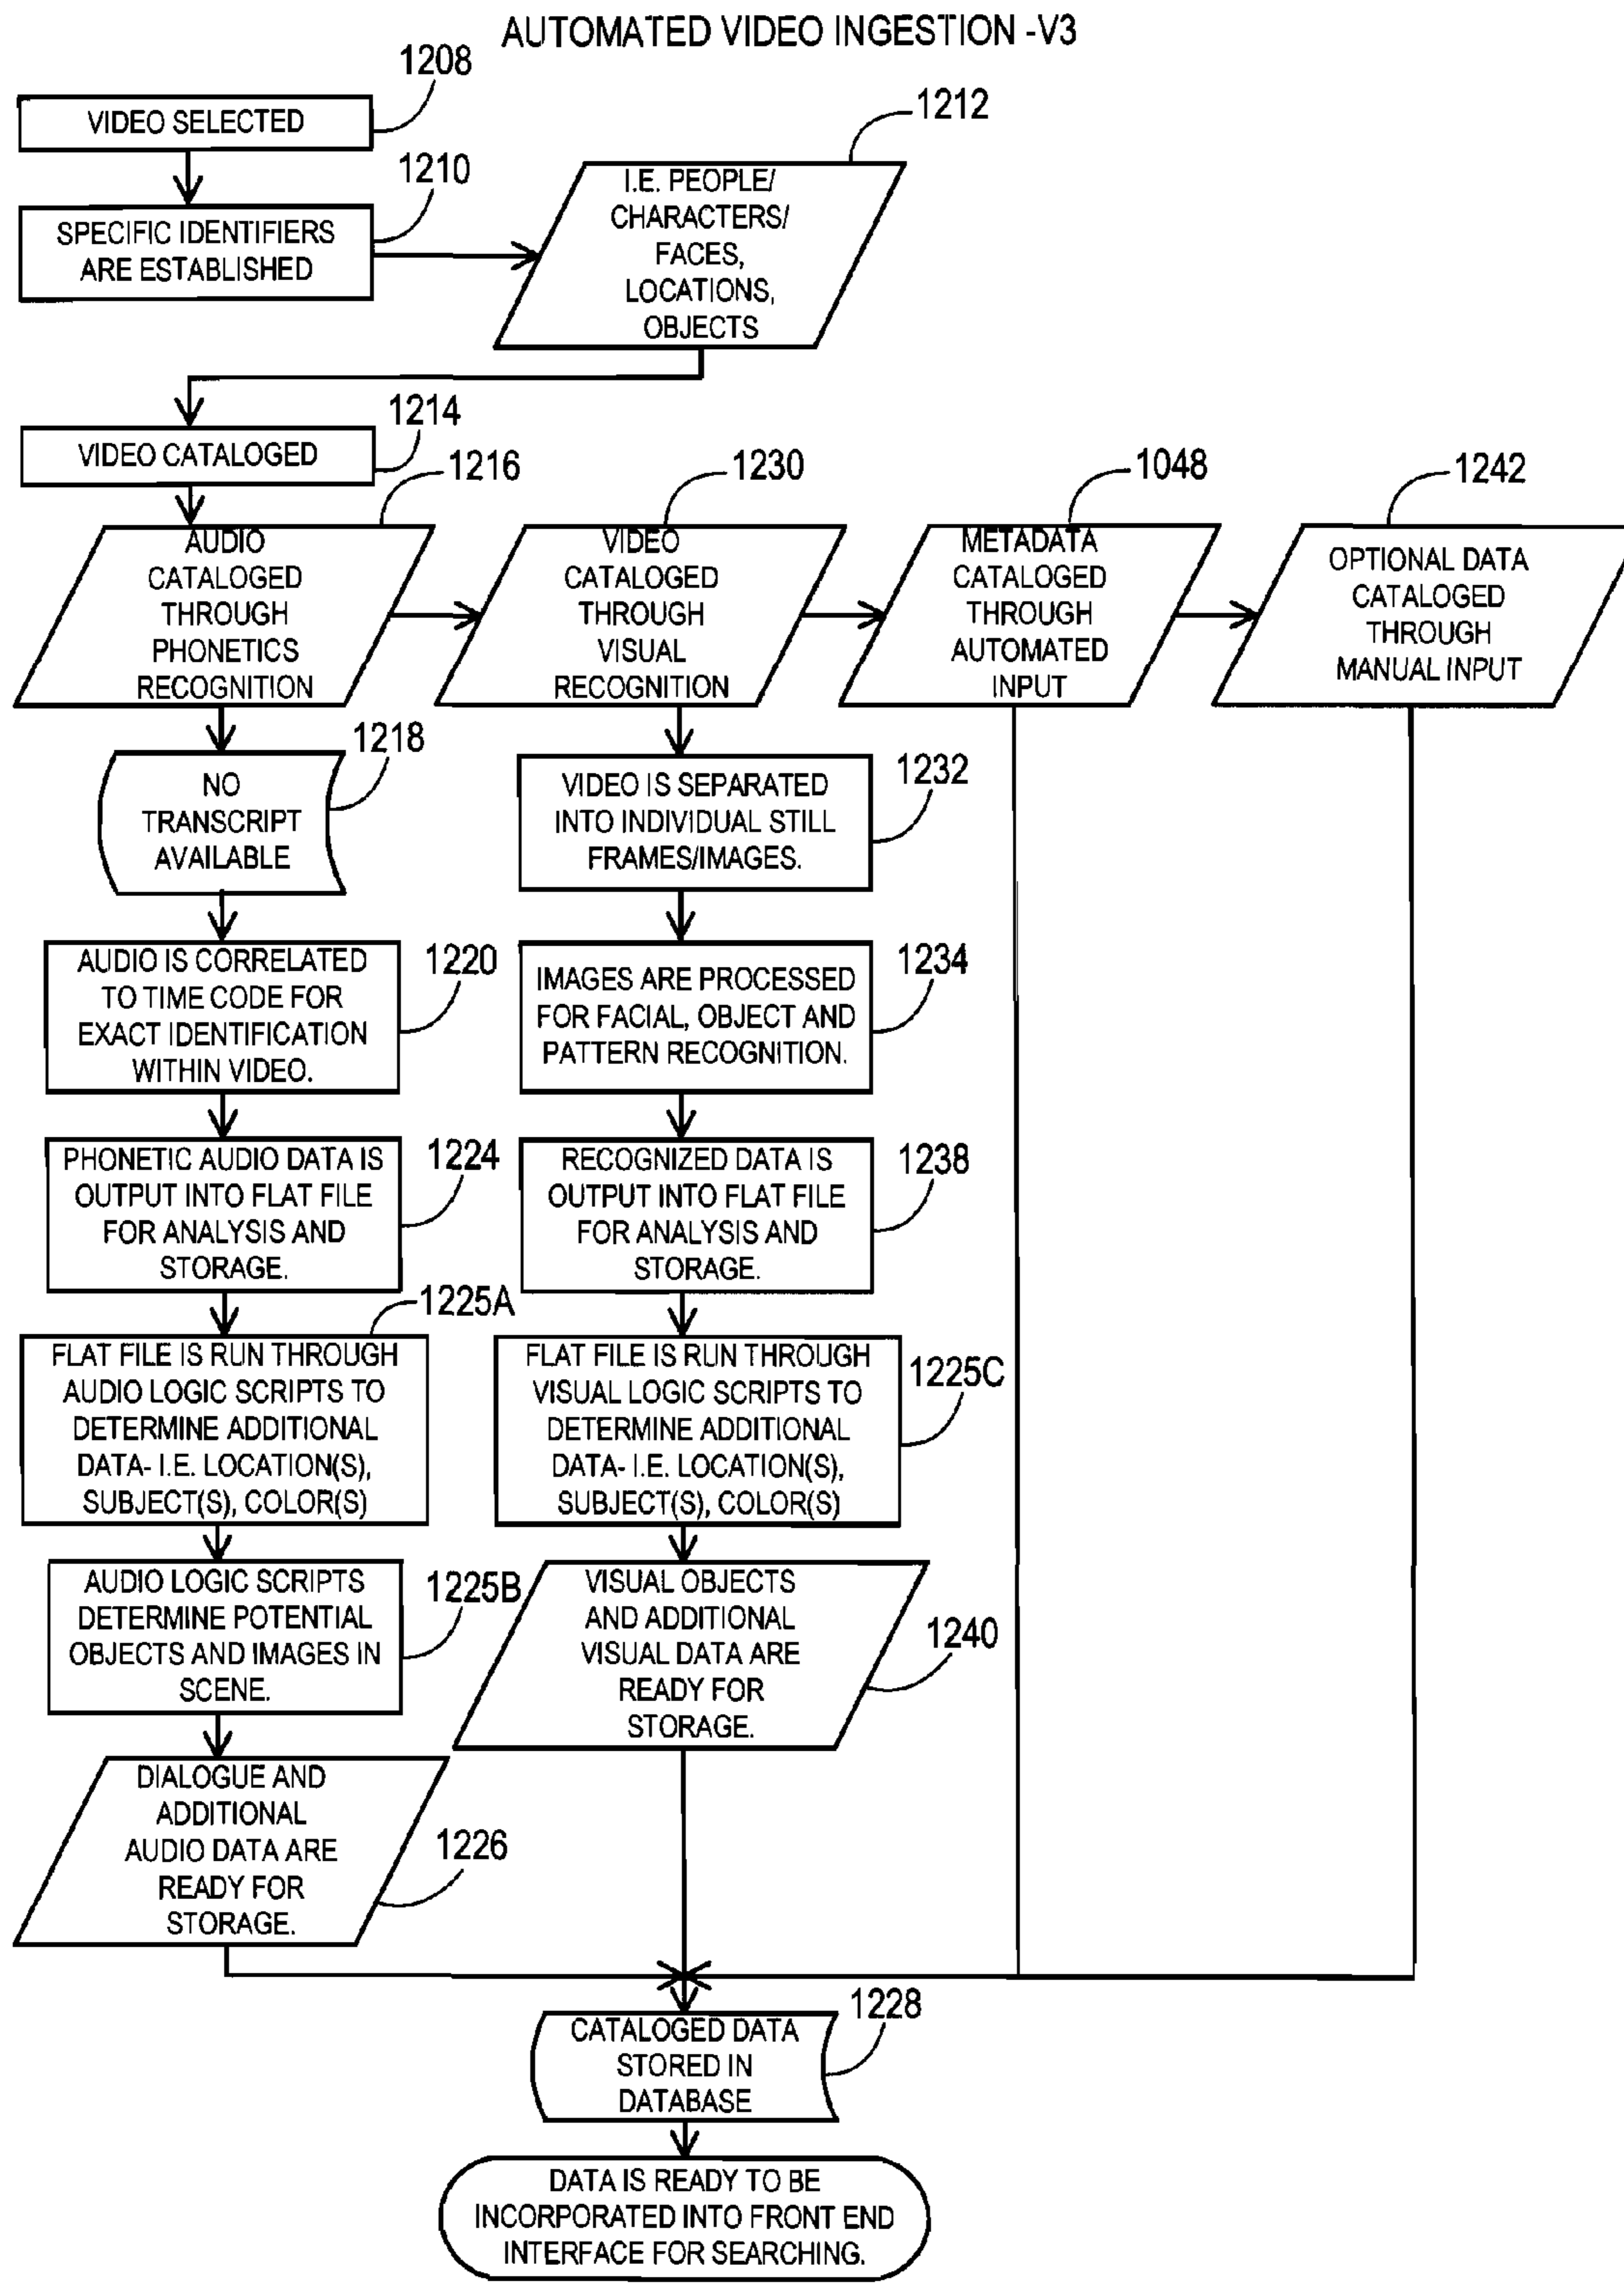 AUTOMATED VIDEO INGESTION -V3
1208
VIDEO SELECTED
1210
SPECIFIC IDENTIFIERS
ARE ESTABLISHED
1212
I.E. PEOPLE/
CHARACTERS/
FACES,
LOCATIONS,
OBJECTS
1214
VIDEO CATALOGED
1216
AUDIO
CATALOGED
THROUGH
PHONETICS
RECOGNITION
1230
VIDEO
CATALOGED
THROUGH
VISUAL
RECOGNITION
1048
METADATA
CATALOGED
THROUGH
AUTOMATED
INPUT
1242
OPTIONAL DATA
CATALOGED
THROUGH
MANUAL INPUT
1218
NO
TRANSCRIPT
AVAILABLE
1220
AUDIO IS CORRELATED
TO TIME CODE FOR
EXACT IDENTIFICATION
WITHIN VIDEO.
1224
PHONETIC AUDIO DATA IS
OUTPUT INTO FLAT FILE
FOR ANALYSIS AND
STORAGE.
1225A
FLAT FILE IS RUN THROUGH
AUDIO LOGIC SCRIPTS TO
DETERMINE ADDITIONAL
DATA- I.E. LOCATION(S),
SUBJECT(S), COLOR(S)
1225B
AUDIO LOGIC SCRIPTS
DETERMINE POTENTIAL
OBJECTS AND IMAGES IN
SCENE.
1226
DIALOGUE AND
ADDITIONAL
AUDIO DATA ARE
READY FOR
STORAGE.
1232
VIDEO IS SEPARATED
INTO INDIVIDUAL STILL
FRAMES/IMAGES.
1234
IMAGES ARE PROCESSED
FOR FACIAL, OBJECT AND
PATTERN RECOGNITION.
1238
RECOGNIZED DATA IS
OUTPUT INTO FLAT FILE
FOR ANALYSIS AND
STORAGE.
1225C
FLAT FILE IS RUN THROUGH
VISUAL LOGIC SCRIPTS TO
DETERMINE ADDITIONAL
DATA- I.E. LOCATION(S),
SUBJECT(S), COLOR(S)
1240
VISUAL OBJECTS
AND ADDITIONAL
VISUAL DATA ARE
READY FOR
STORAGE.
1228
CATALOGED DATA
STORED IN
DATABASE
DATA IS READY TO BE
INCORPORATED INTO FRONT END
INTERFACE FOR SEARCHING.